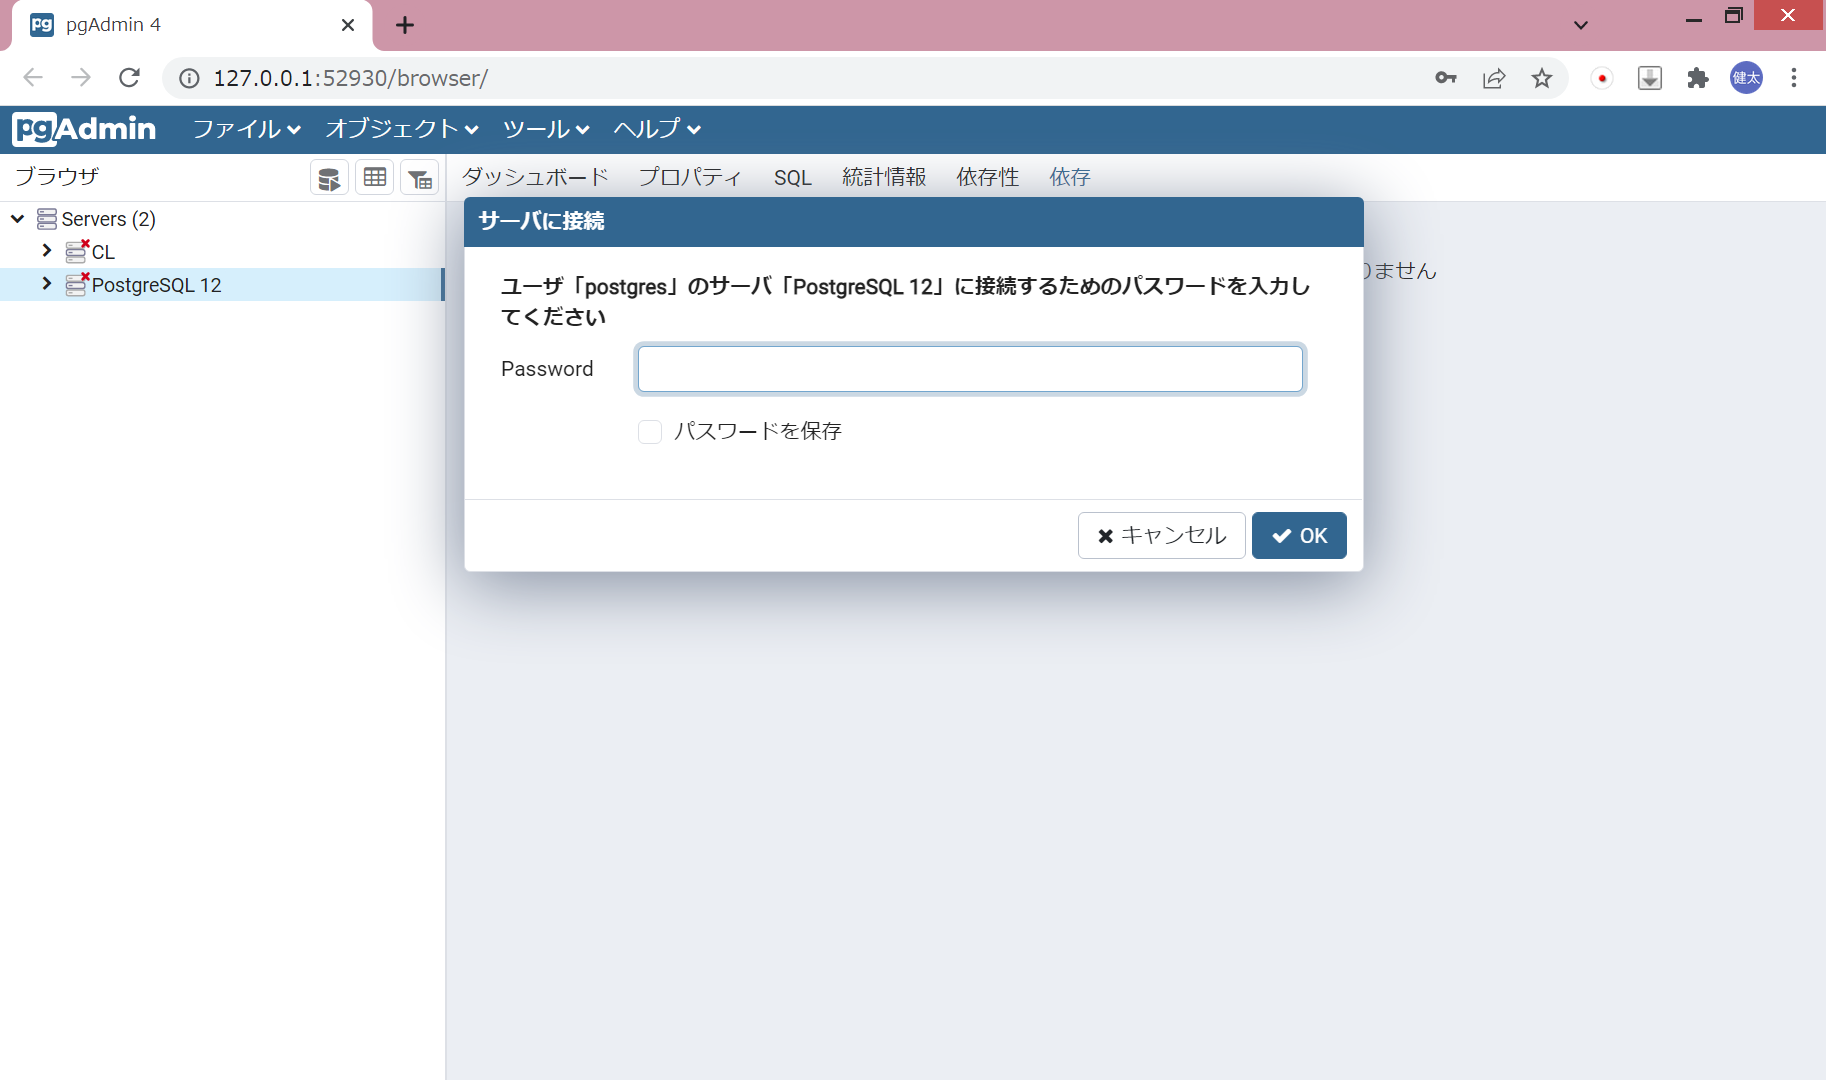 pgAdmin 4
127.0.0.1:52930/browser/
健太
pgAdmin ファイル オブジェクト ツール ヘルプ
ブラウザ
ダッシュボード プロパティ SQL 統計情報 依存性 依存
Servers (2)
CL
PostgreSQL 12
サーバに接続
りません
ユーザ「postgres」のサーバ「PostgreSQL 12」に接続するためのパスワードを入力し
てください
Password
パスワードを保存
キャンセル OK